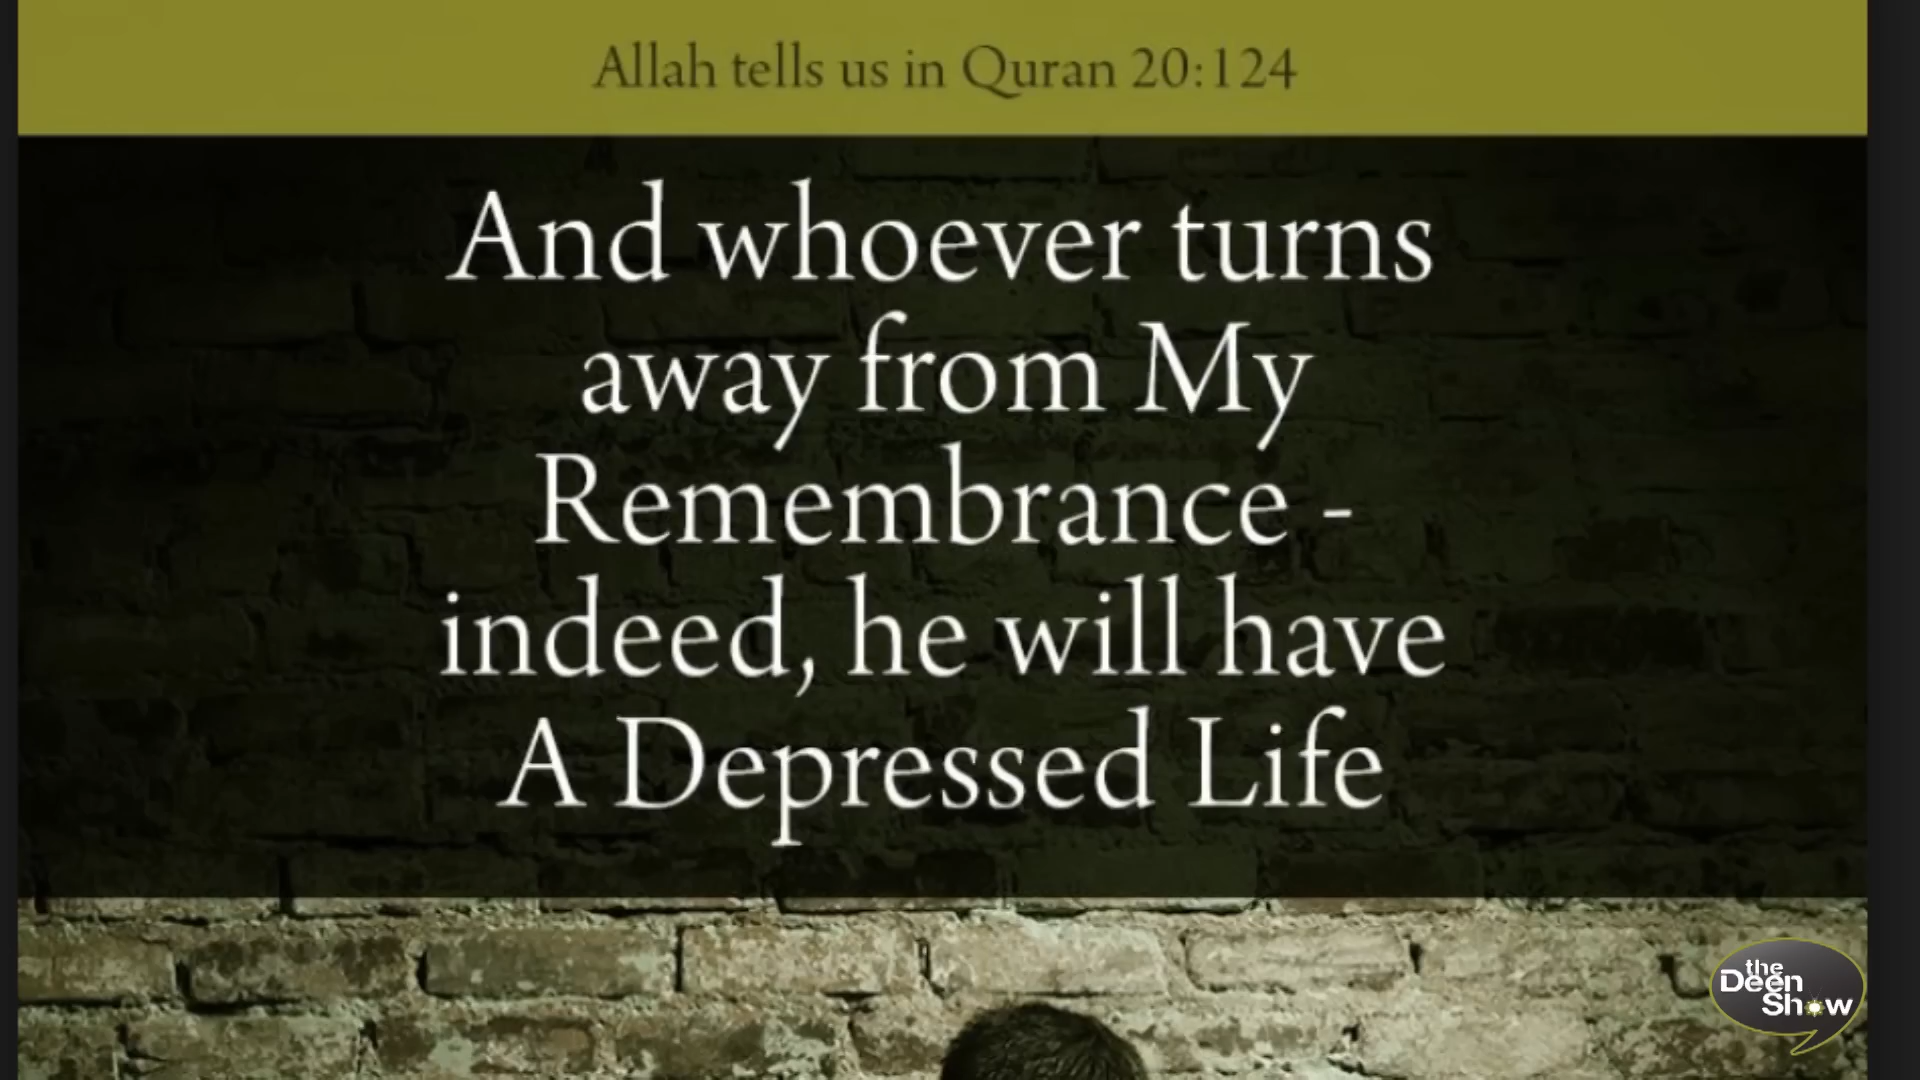 Allah tells us in Quran 20:124
And whoever turns
away from My
Remembrance -
indeed, he will have
A Depressed Life
the
Deen
Show